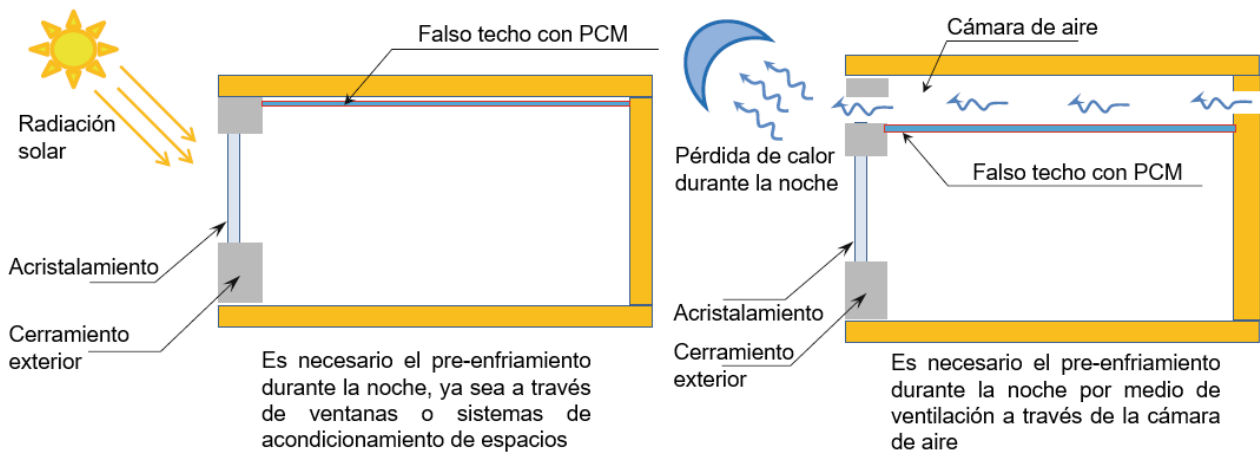 Falso techo con PCM
Radiación
solar
Acristalamiento
Cerramiento
exterior
Es necesario el pre-enfriamiento
durante la noche, ya sea a través
de ventanas o sistemas de
acondicionamiento de espacios
Cámara de aire
Pérdida de calor
durante la noche
Falso techo con PCM
Acristalamiento
Cerramiento
exterior
Es necesario el pre-enfriamiento
durante la noche por medio de
ventilación a través de la cámara
de aire